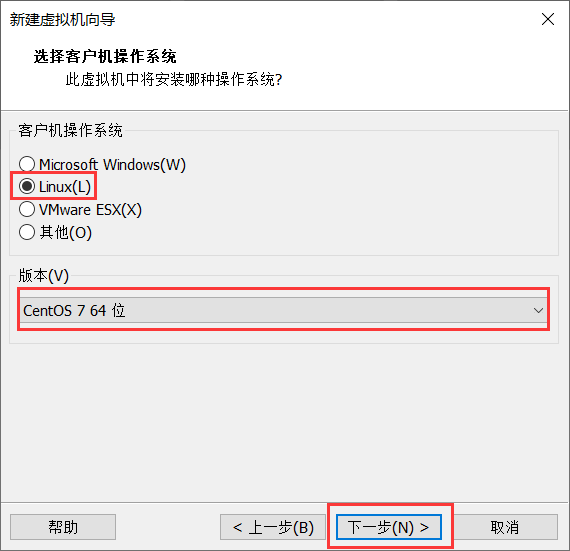 新建虚拟机向导
选择客户机操作系统
此虚拟机中将安装哪种操作系统?
客户机操作系统
Microsoft Windows(W)
Linux(L)
VMware ESX(X)
其他(O)
版本(V)
CentOS 7 64 位
帮助
< 上一步(B)
下一步(N) >
取消